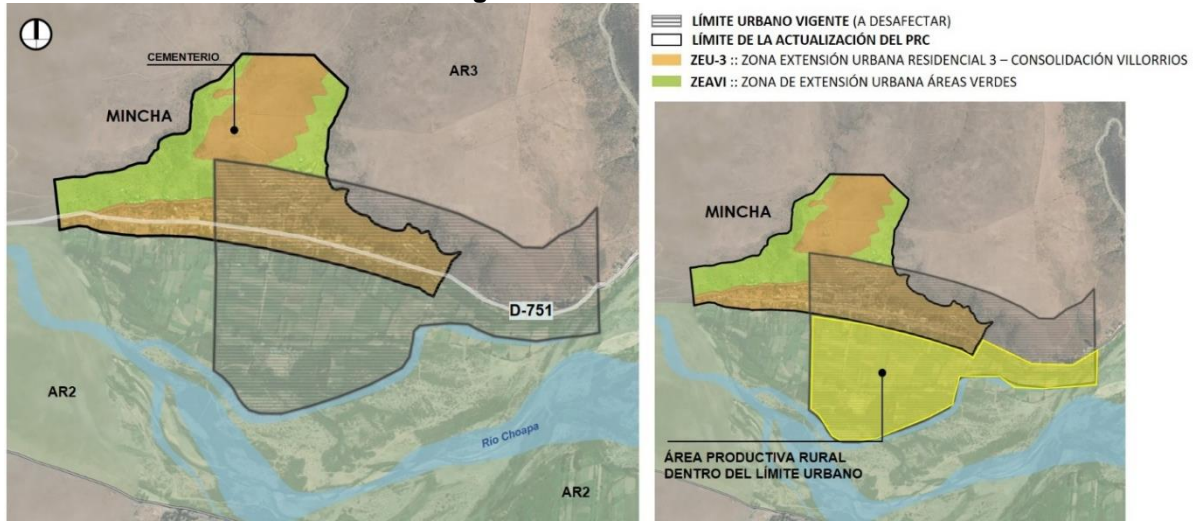 CEMENTERIO
AR3
MINCHA
D-751
AR2
Río Choapa
AR2
LÍMITE URBANO VIGENTE (A DESAFECTAR)
LÍMITE DE LA ACTUALIZACIÓN DEL PRC
ZEU-3 :: ZONA EXTENSIÓN URBANA RESIDENCIAL 3 – CONSOLIDACIÓN VILLORRIOS
ZEAVI :: ZONA DE EXTENSIÓN URBANA ÁREAS VERDES
MINCHA
ÁREA PRODUCTIVA RURAL
DENTRO DEL LÍMITE URBANO